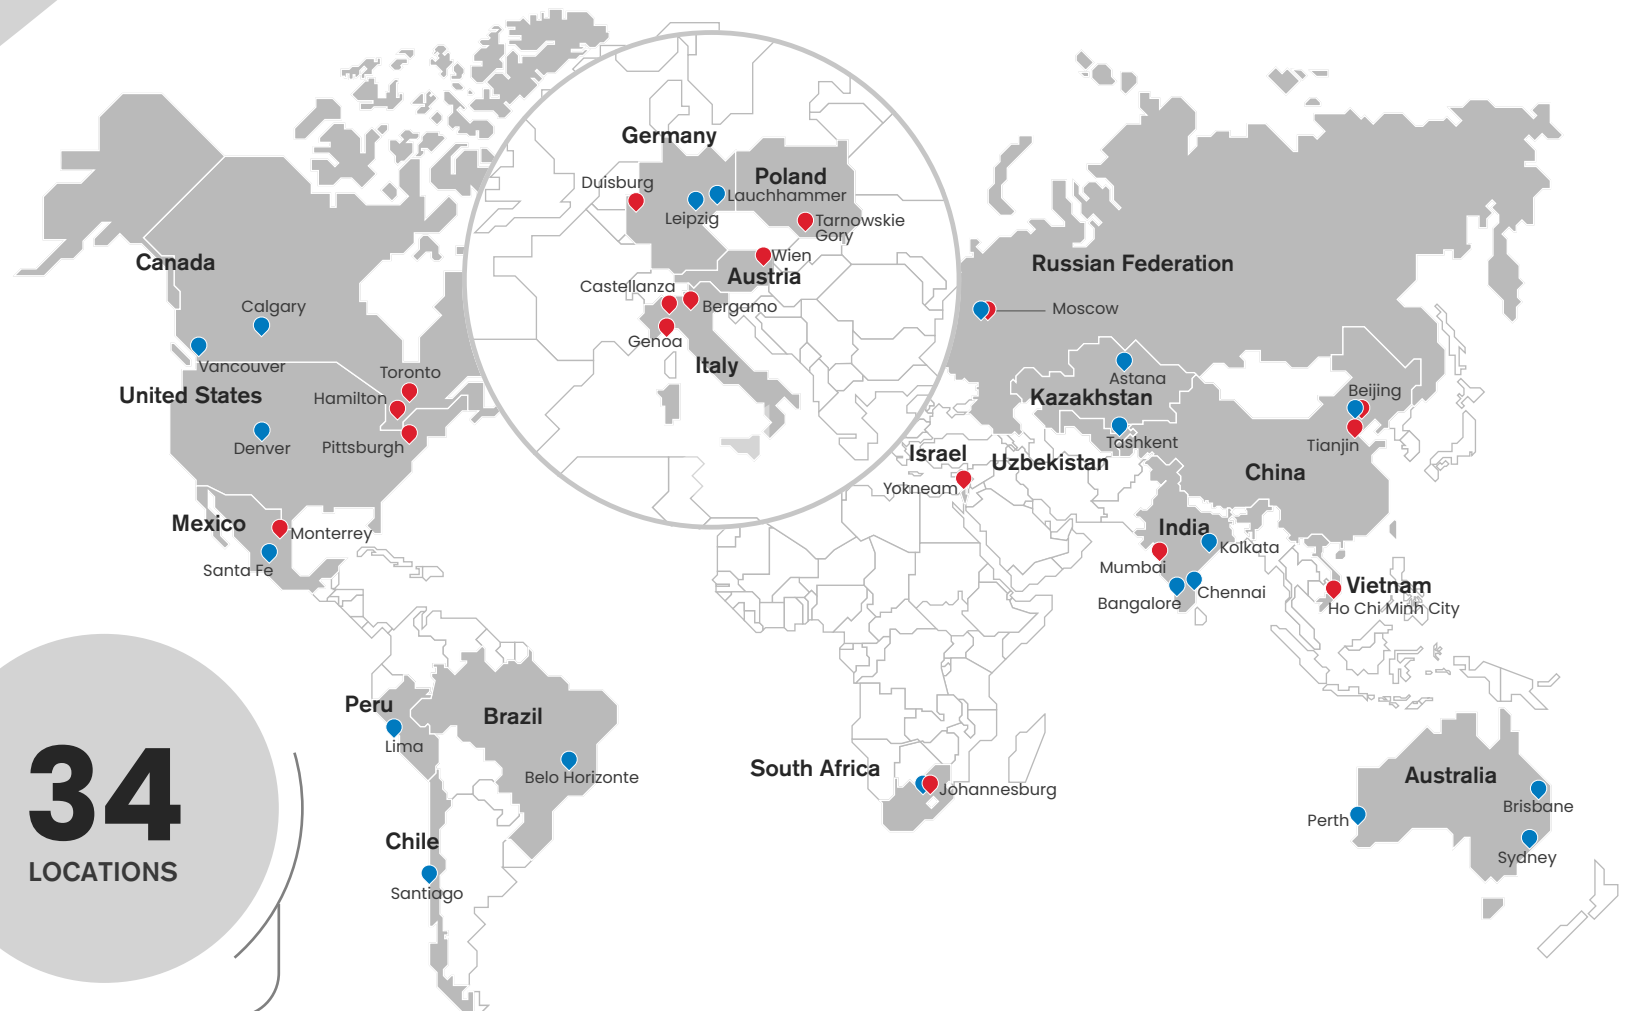 Germany
Poland
Duisburg
Lauchhammer
Leipzig
Tarnowskie
Gory
Wien
Austria
Castellanza
Bergamo
Genoa
Italy
Canada
Calgary
Vancouver
Toronto
United States
Hamilton
Denver
Pittsburgh
Mexico
Monterrey
Santa Fe
Russian Federation
Moscow
Astana
Kazakhstan
Beijing
Tashkent
Tianjin
Israel
Uzbekistan
China
Yokneam
India
Kolkata
Mumbai
Chennai
Bangalore
Vietnam
Ho Chi Minh City
Peru
Brazil
Lima
Belo Horizonte
South Africa
Johannesburg
Australia
Brisbane
Perth
Sydney
Chile
Santiago
34
LOCATIONS